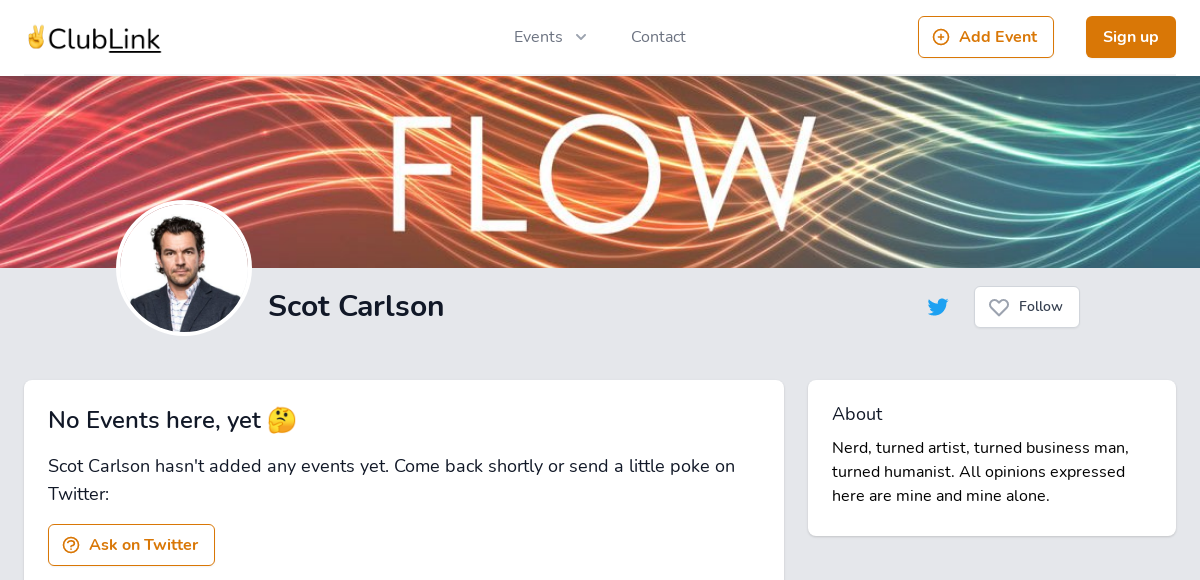 ✌️ClubLink
Events
Contact
Add Event
Sign up
FLOW
Scot Carlson
Follow
No Events here, yet 🤔
Scot Carlson hasn't added any events yet. Come back shortly or send a little poke on
Twitter:
Ask on Twitter
About
Nerd, turned artist, turned business man,
turned humanist. All opinions expressed
here are mine and mine alone.